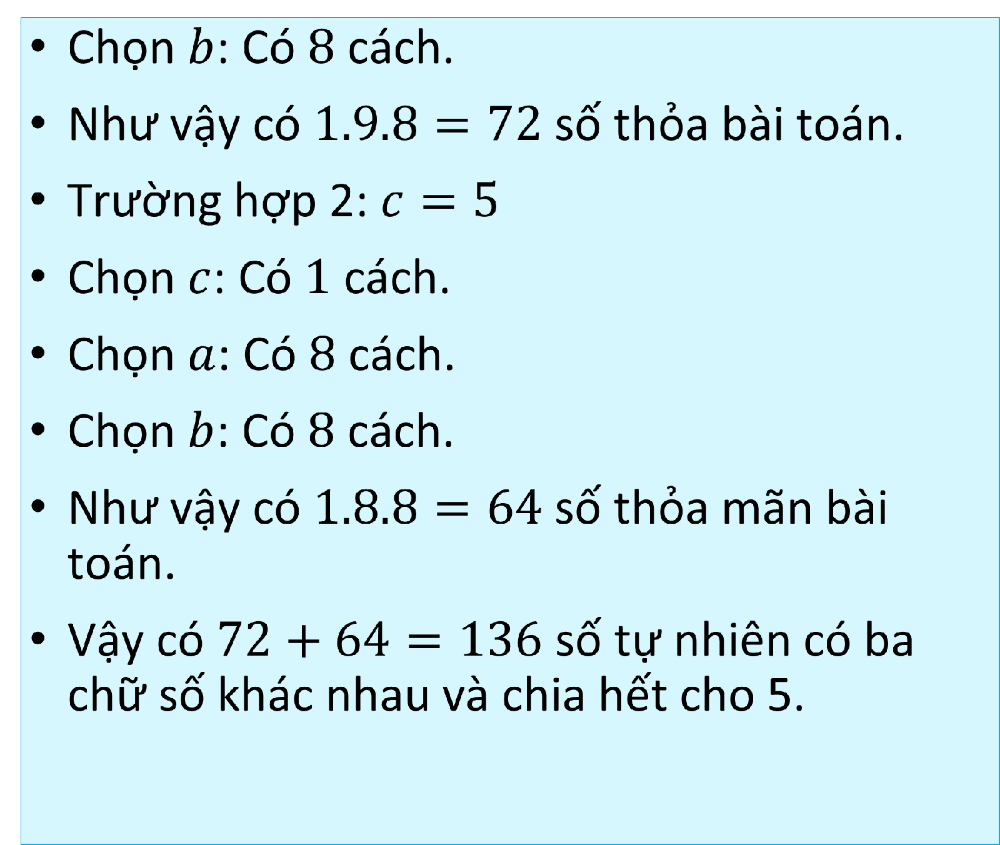 • Chọn b: Có 8 cách.
• Như vậy có 1.9.8 = 72 số thỏa bài toán.
• Trường hợp 2: c = 5
• Chọn c: Có 1 cách.
• Chọn a: Có 8 cách.
• Chọn b: Có 8 cách.
• Như vậy có 1.8.8 = 64 số thỏa mãn bài
toán.
• Vậy có 72 + 64 = 136 số tự nhiên có ba
chữ số khác nhau và chia hết cho 5.